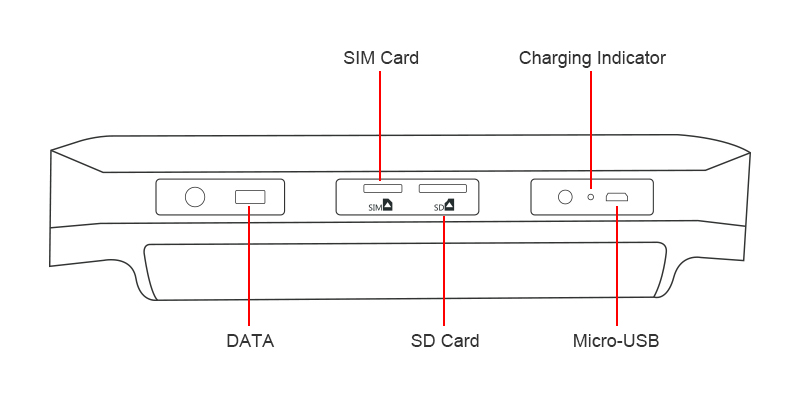 SIM Card
Charging Indicator
SIM
SD
DATA
SD Card
Micro-USB